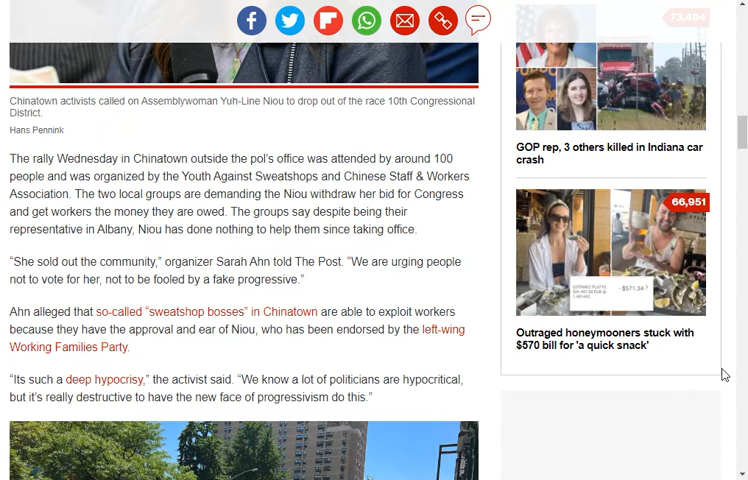 73,484
Chinatown activists called on Assemblywoman Yuh-Line Niou to drop out of the race 10th Congressional
District.
Hans Pennink
The rally Wednesday in Chinatown outside the pol's office was attended by around 100
people and was organized by the Youth Against Sweatshops and Chinese Staff & Workers
Association. The two local groups are demanding the Niou withdraw her bid for Congress
and get workers the money they are owed. The groups say despite being their
representative in Albany, Niou has done nothing to help them since taking office.
“She sold out the community,” organizer Sarah Ahn told The Post. “We are urging people
not to vote for her, not to be fooled by a fake progressive.”
Ahn alleged that so-called “sweatshop bosses” in Chinatown are able to exploit workers
because they have the approval and ear of Niou, who has been endorsed by the left-wing
Working Families Party.
“Its such a deep hypocrisy,” the activist said. “We know a lot of politicians are hypocritical,
but it’s really destructive to have the new face of progressivism do this.”
GOP rep, 3 others killed in Indiana car
crash
66,951
-$571.34
Outraged honeymooners stuck with
$570 bill for 'a quick snack'